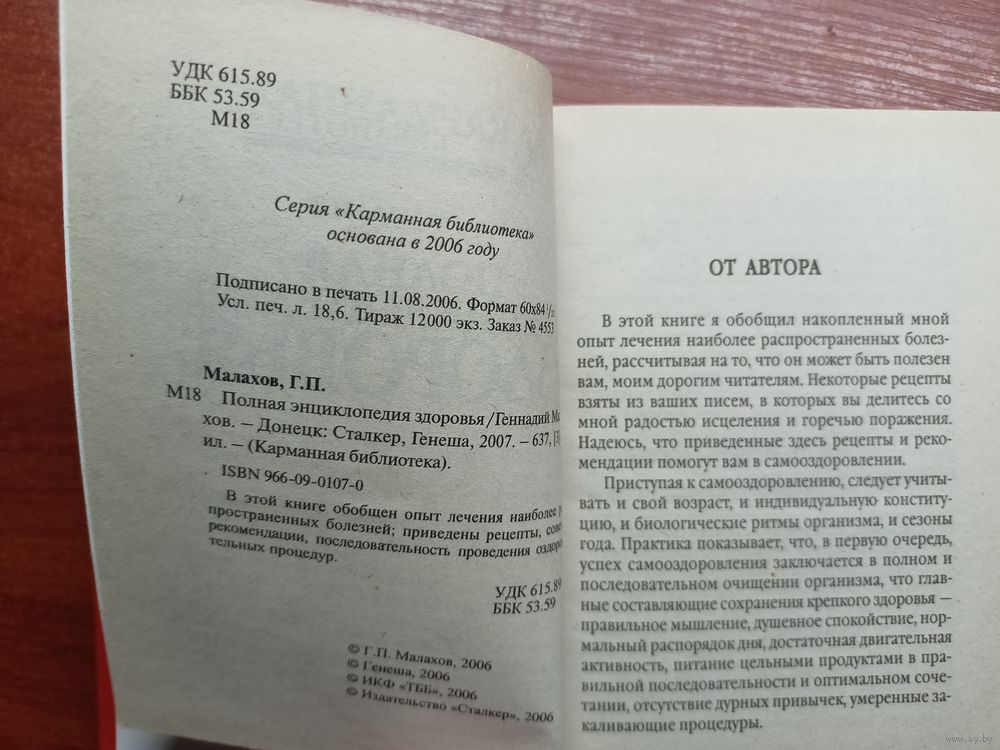 УДК 615.89
ББК 53.59
М18
Серия «Карманная библиотека»
основана в 2006 году
Подписано в печать 11.08.2006. Формат 60х84 1/
Усл. печ. л. 18,6. Тираж 12000 экз. Заказ № 4553
Малахов, Г.П.
М18 Полная энциклопедия здоровья/Геннадий
хов. – Донецк: Сталкер, Генеша, 2007. – 637,
ил. – (Карманная библиотека).
ISBN 966-09-0107-0
В этой книге обобщен опыт лечения наиболее
пространенных болезней; приведены рецепты,
рекомендации, последовательность проведения
тельных процедур.
УДК 615.89
ББК 53.59
© Г.П. Малахов, 2006
© Генеша, 2006
© ИКФ «ТББ», 2006
© Издательство «Сталкер», 2006
ОТ АВТОРА
В этой книге я обобщил накопленный мной
опыт лечения наиболее распространенных болез-
ней, рассчитывая на то, что он может быть полезен
вам, моим дорогим читателям. Некоторые рецепты
взяты из ваших писем, в которых вы делитесь со
мной радостью исцеления и горечью поражения.
Надеюсь, что приведенные здесь рецепты и реко-
мендации помогут вам в самооздоровлении.
Приступая к самооздоровлению, следует учиты-
вать и свой возраст, и индивидуальную конститу-
цию, и биологические ритмы организма, и сезоны
года. Практика показывает, что, в первую очередь,
успех самооздоровления заключается в полном и
последовательном очищении организма, что глав-
ные составляющие сохранения крепкого здоровья —
правильное мышление, душевное спокойствие, нор-
мальный распорядок дня, достаточная двигательная
активность, питание цельными продуктами в пра-
вильной последовательности и оптимальном соче-
тании, отсутствие дурных привычек, умеренные за-
каливающие процедуры.
www.ay.by